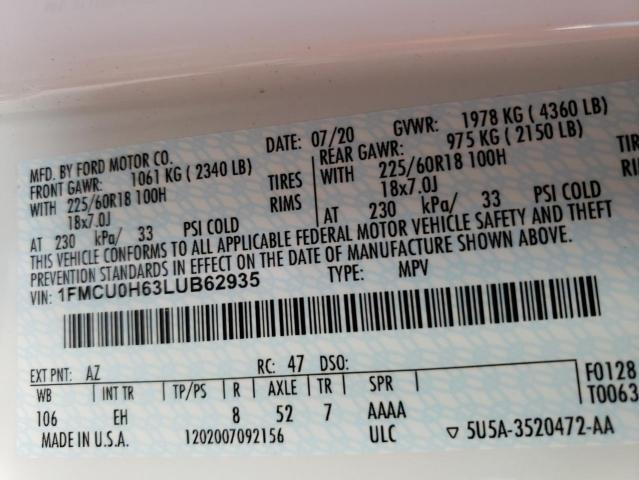 MFD. BY FORD MOTOR CO. DATE: 07/20 GVWR: 1978 KG ( 4360 LB)
FRONT GAWR: 1061 KG ( 2340 LB) REAR GAWR: 975 KG ( 2150 LB)
WITH 225/60R18 100H TIRES WITH 225/60R18 100H
18x7.0J RIMS 18x7.0J
AT 230 kPa/ 33 PSI COLD AT 230 kPa/ 33 PSI COLD
THIS VEHICLE CONFORMS TO ALL APPLICABLE FEDERAL MOTOR VEHICLE SAFETY AND THEFT
PREVENTION STANDARDS IN EFFECT ON THE DATE OF MANUFACTURE SHOWN ABOVE.
VIN: 1FMCU0H63LUB62935 TYPE: MPV
EXT PNT: AZ RC: 47 DSO: F0128
WB INT TR TP/PS R AXLE TR SPR T0063
106 EH 8 52 7 AAAA
MADE IN U.S.A. 1202007092156 ULC ▽ 5U5A-3520472-AA